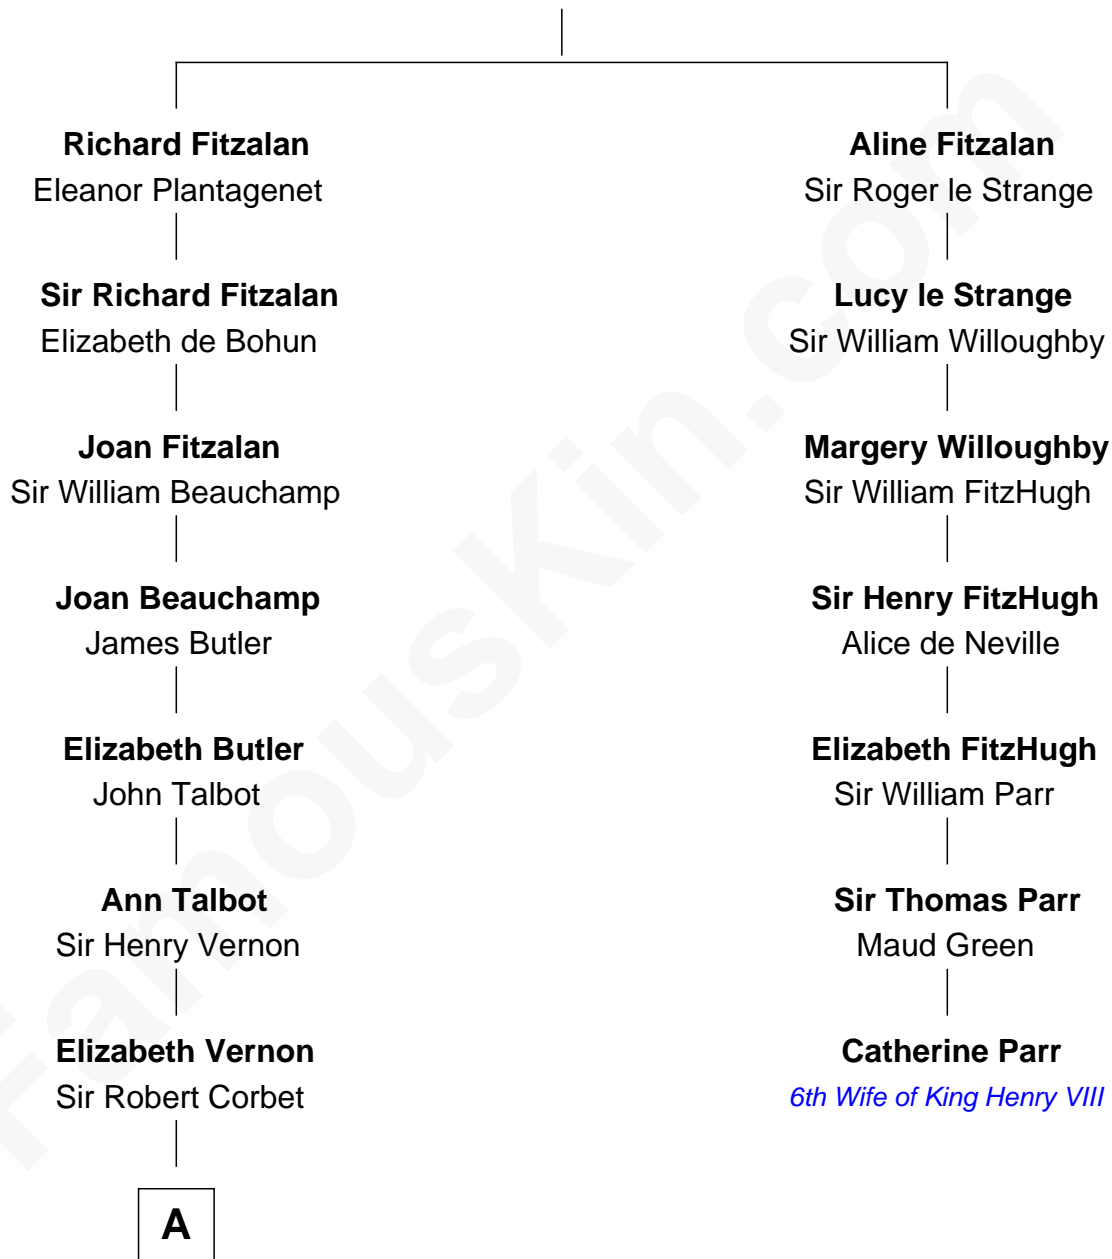 Richard Fitzalan
Eleanor Plantagenet
Sir Richard Fitzalan
Elizabeth de Bohun
Joan Fitzalan
Sir William Beauchamp
Joan Beauchamp
James Butler
Elizabeth Butler
John Talbot
Ann Talbot
Sir Henry Vernon
Elizabeth Vernon
Sir Robert Corbet
A
Aline Fitzalan
Sir Roger le Strange
Lucy le Strange
Sir William Willoughby
Margery Willoughby
Sir William FitzHugh
Sir Henry FitzHugh
Alice de Neville
Elizabeth FitzHugh
Sir William Parr
Sir Thomas Parr
Maud Green
Catherine Parr
6th Wife of King Henry VIII
FamousKin.com